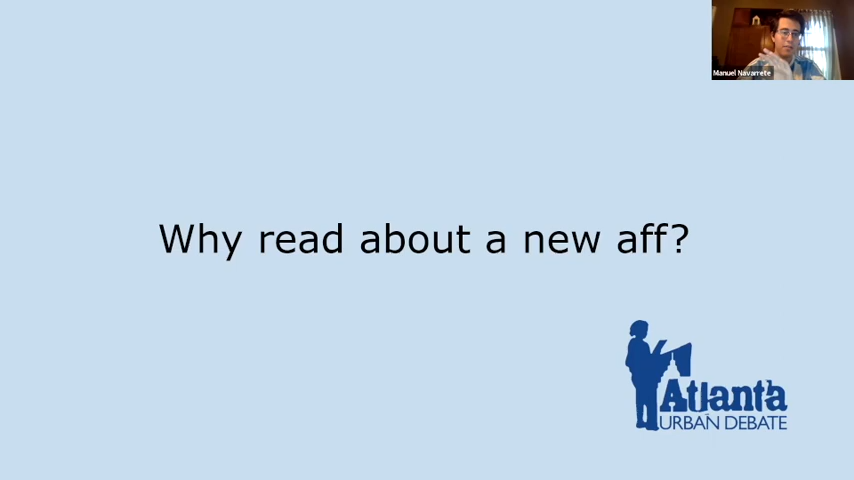 Manuel Navarrete
Why read about a new aff?
Atlanta
URBAN DEBATE